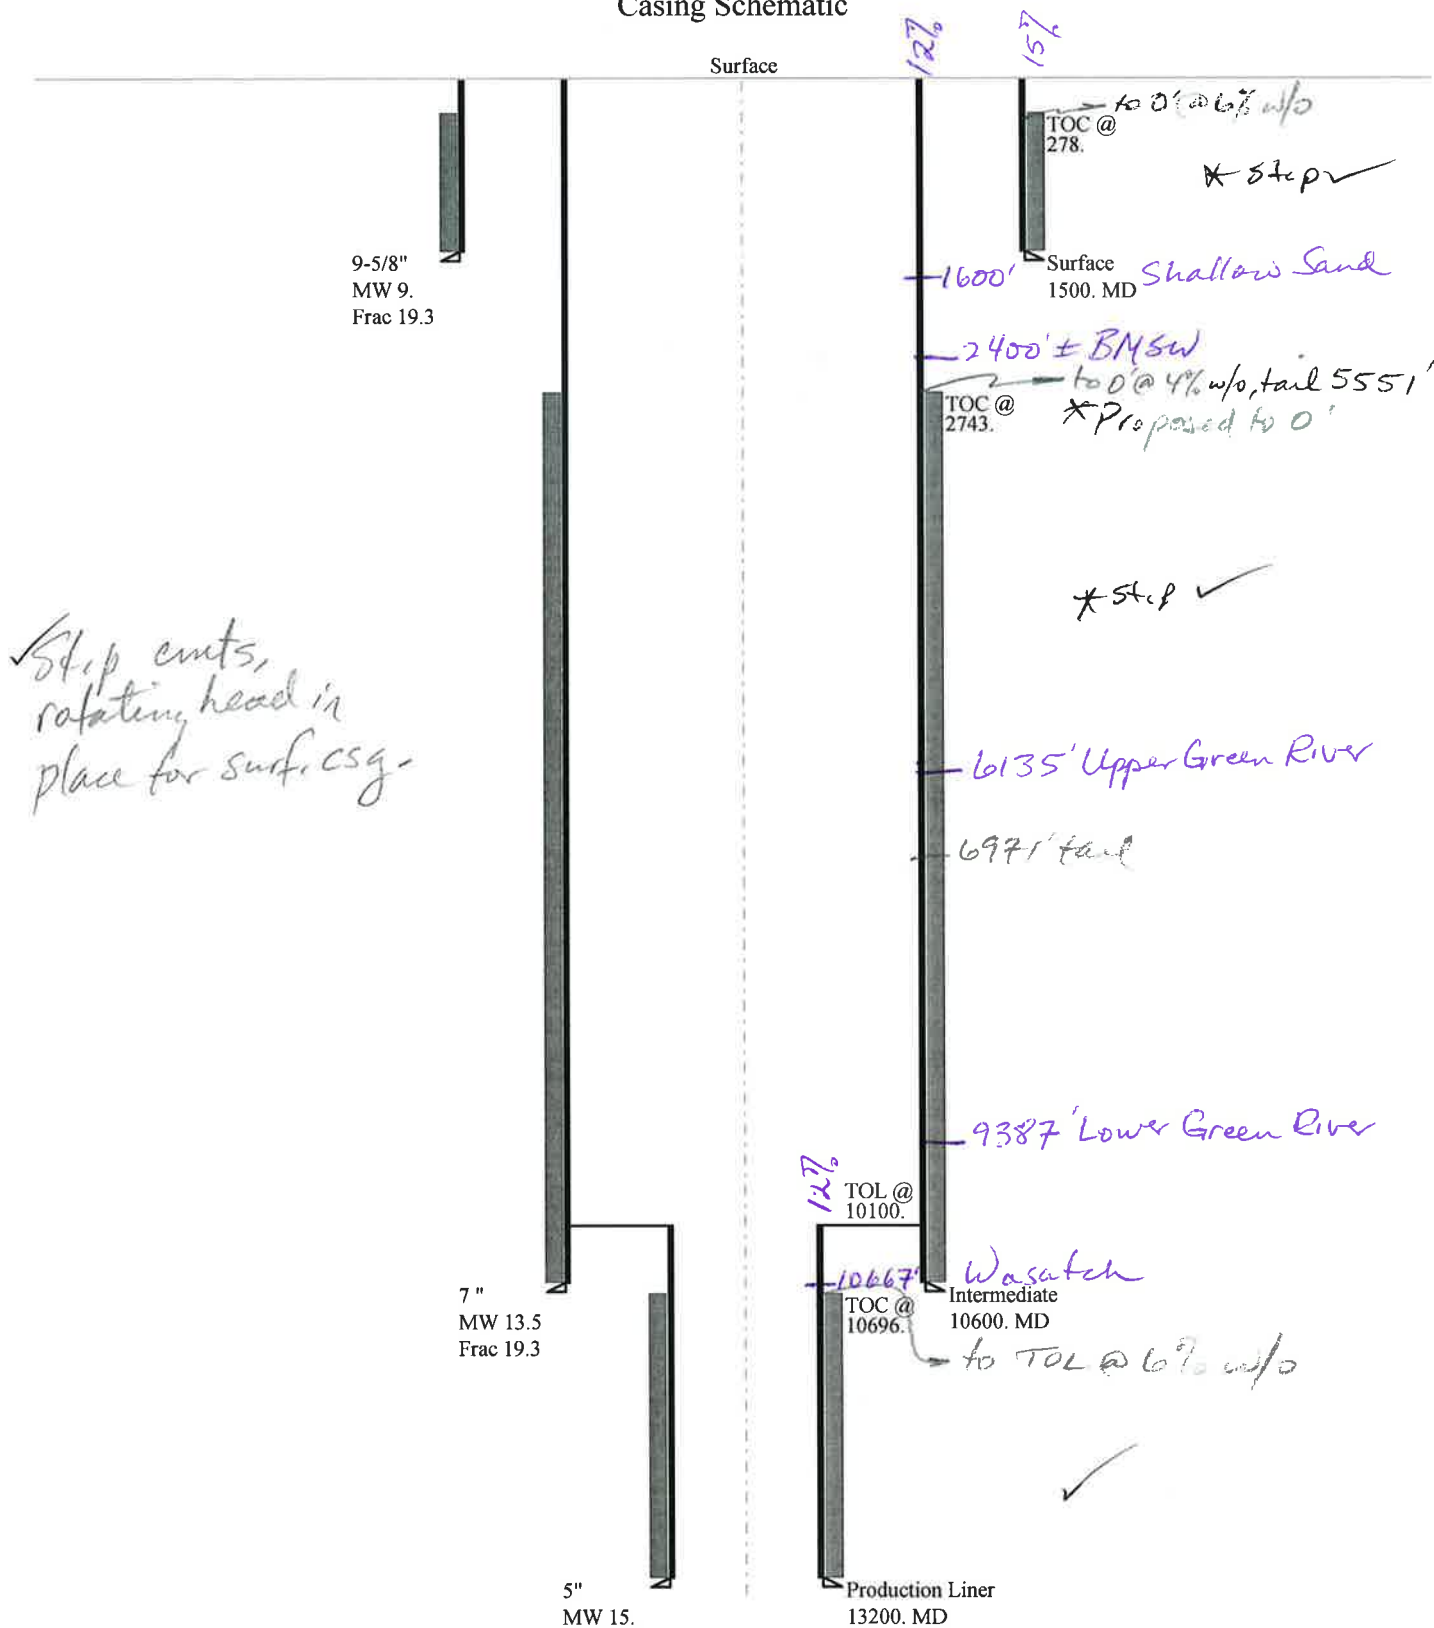 Casing Schematic
12%
15%
Surface
to 0' @ 6% w/o
TOC @
278.
* Stip ✓
9-5/8"
MW 9.
Frac 19.3
1600'
Surface
1500. MD
Shallow Sand
2400' ± BMSW
to 0' @ 4% w/o, tail 5551'
TOC @
2743.
* Proposed to 0'
* Stip ✓
✓ Stip cmts,
rotating head in
place for surf. csg.
6135' Upper Green River
6971' tail
9387' Lower Green River
12%
TOL @
10100.
10667' Wasatch
7 "
MW 13.5
Frac 19.3
TOC @
10696.
Intermediate
10600. MD
to TOL @ 6% w/o
✓
5"
MW 15.
Production Liner
13200. MD